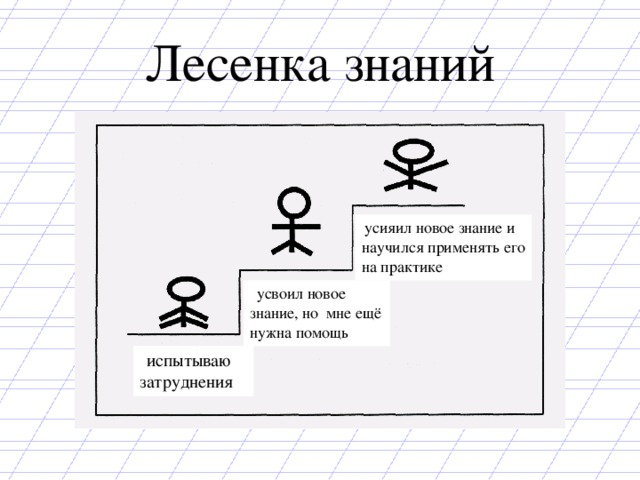 Лесенка знаний
усияил новое знание и
научился применять его
на практике
усвоил новое
знание, но мне ещё
нужна помощь
испытываю
затруднения